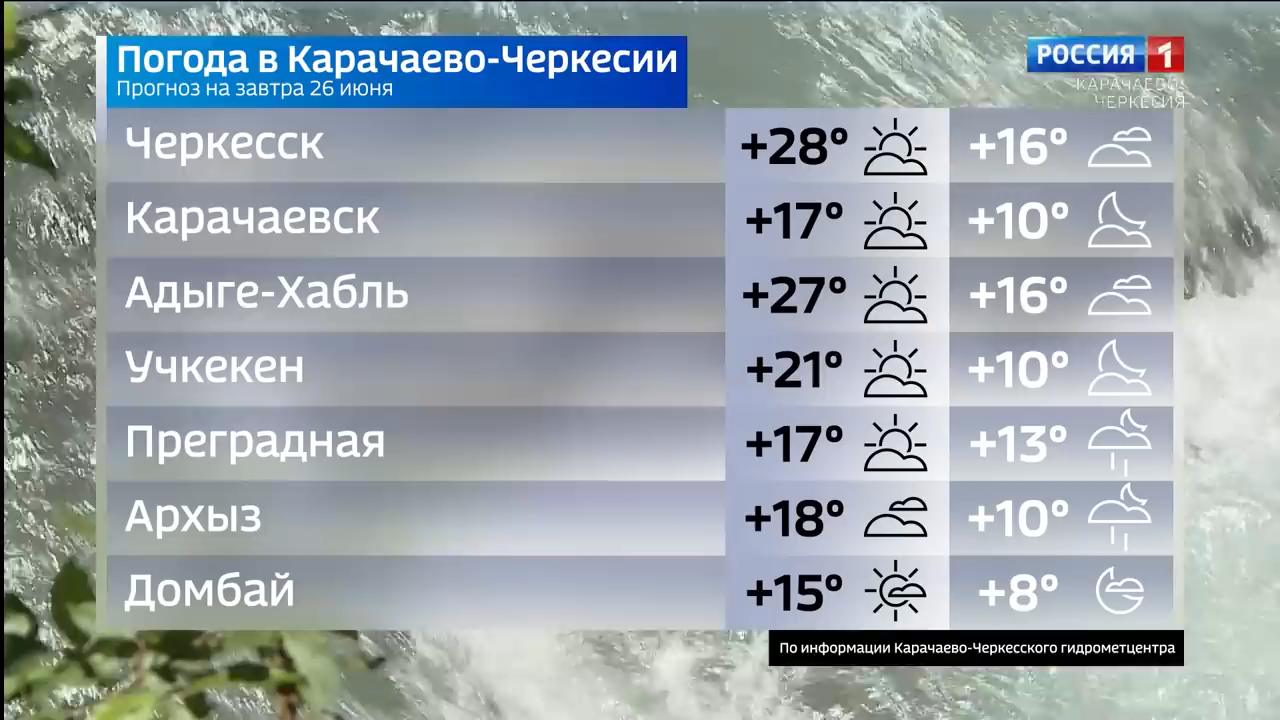 Погода в Карачаево-Черкесии
Прогноз на завтра 26 июня
РОССИЯ 1
КАРАЧАЕВО-
ЧЕРКЕСИЯ
Черкесск +28° +16°
Карачаевск +17° +10°
Адыге-Хабль +27° +16°
Учкекен +21° +10°
Преградная +17° +13°
Архыз +18° +10°
Домбай +15° +8°
По информации Карачаево-Черкесского гидрометцентра